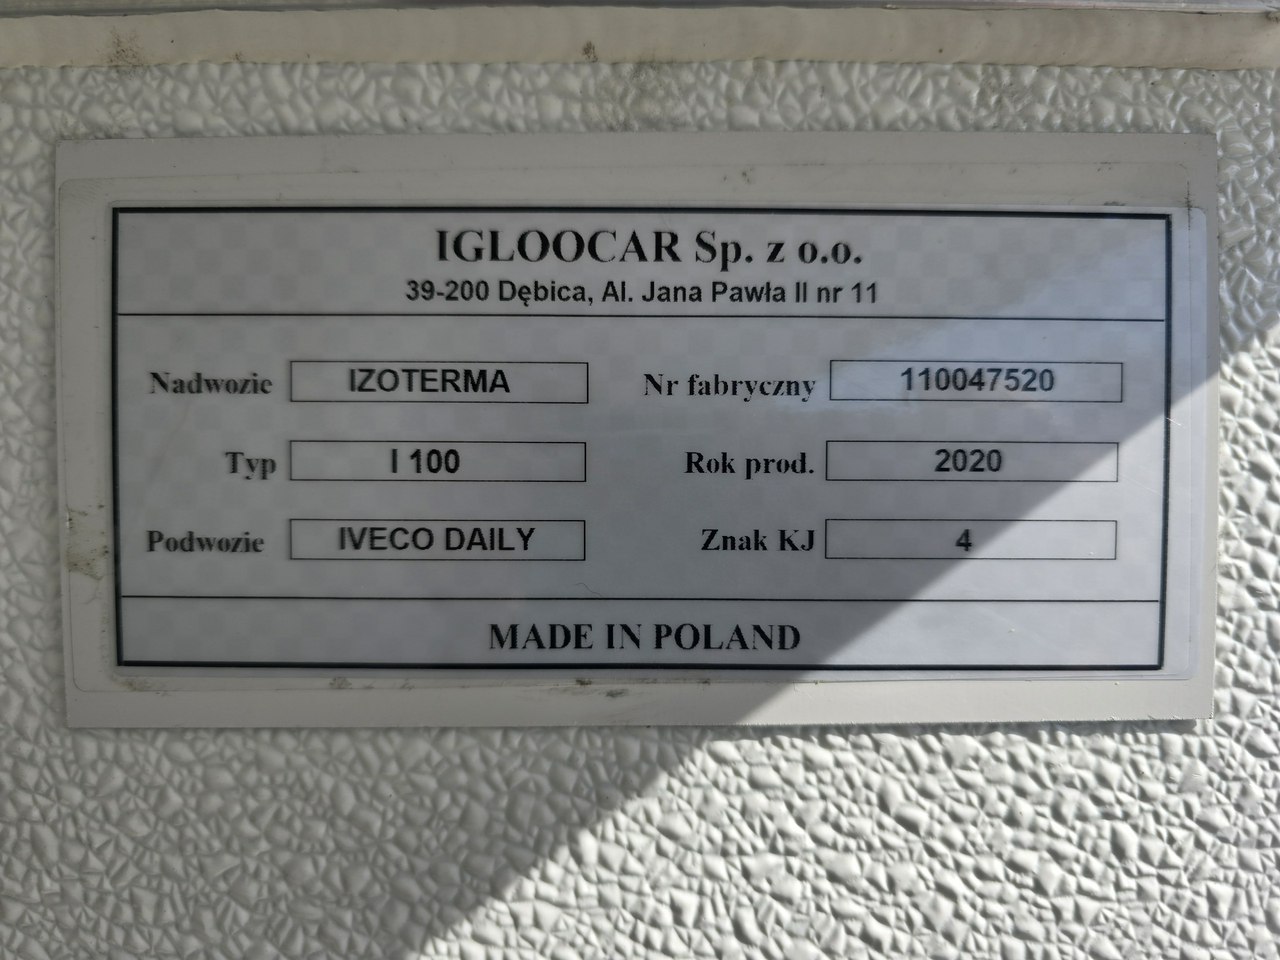 IGLOOCAR Sp. z o.o.
39-200 Dębica, Al. Jana Pawła II nr 11
Nadwozie IZOTERMA Nr fabryczny 110047520
Typ I 100 Rok prod. 2020
Podwozie IVECO DAILY Znak KJ 4
MADE IN POLAND